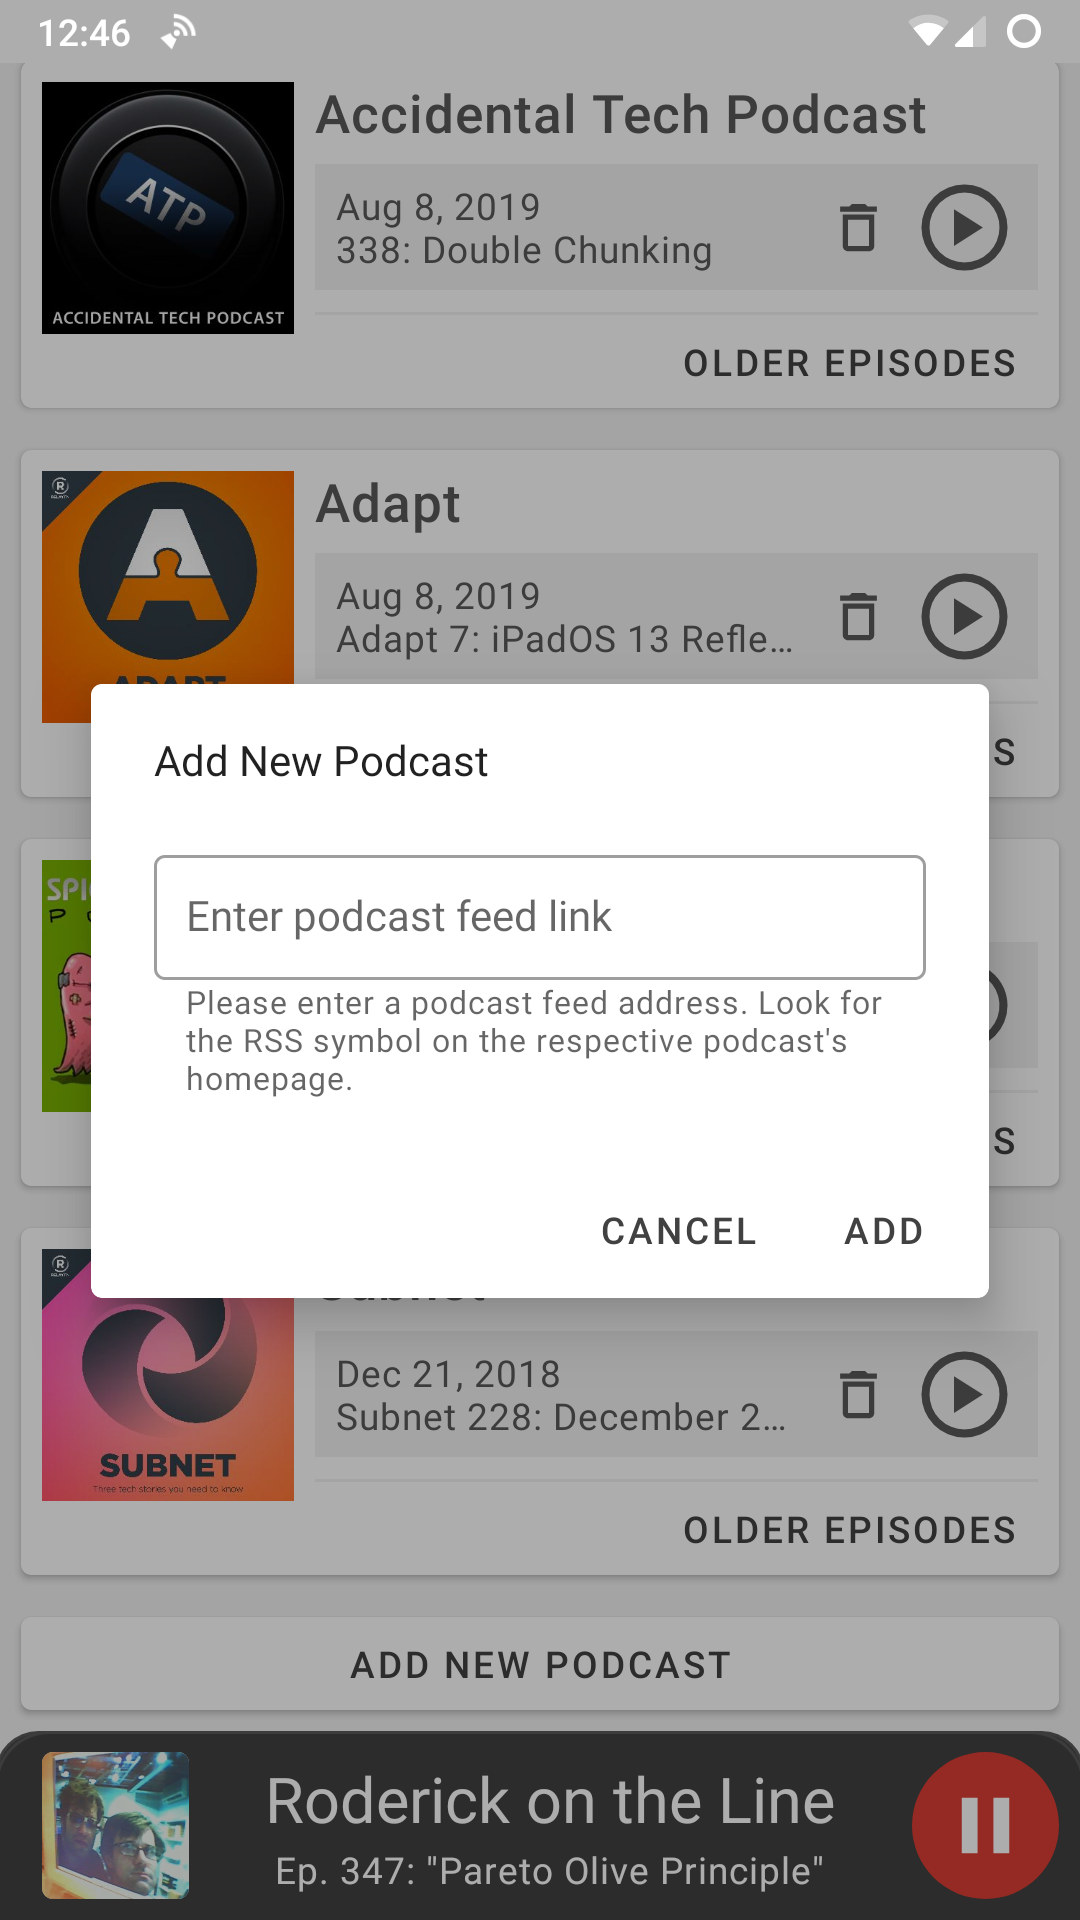 12:46
Accidental Tech Podcast
ATP
ACCIDENTAL TECH PODCAST
Aug 8, 2019
338: Double Chunking
OLDER EPISODES
R
Adapt
A
Aug 8, 2019
Adapt 7: iPadOS 13 Refle...
ADAPT
S
Add New Podcast
Enter podcast feed link
Please enter a podcast feed address. Look for
the RSS symbol on the respective podcast's
homepage.
SPI
P
S
CANCEL
ADD
R
Subnet
Dec 21, 2018
Subnet 228: December 2...
SUBNET
Three tech stories you need to know
OLDER EPISODES
ADD NEW PODCAST
Roderick on the Line
Ep. 347: "Pareto Olive Principle"